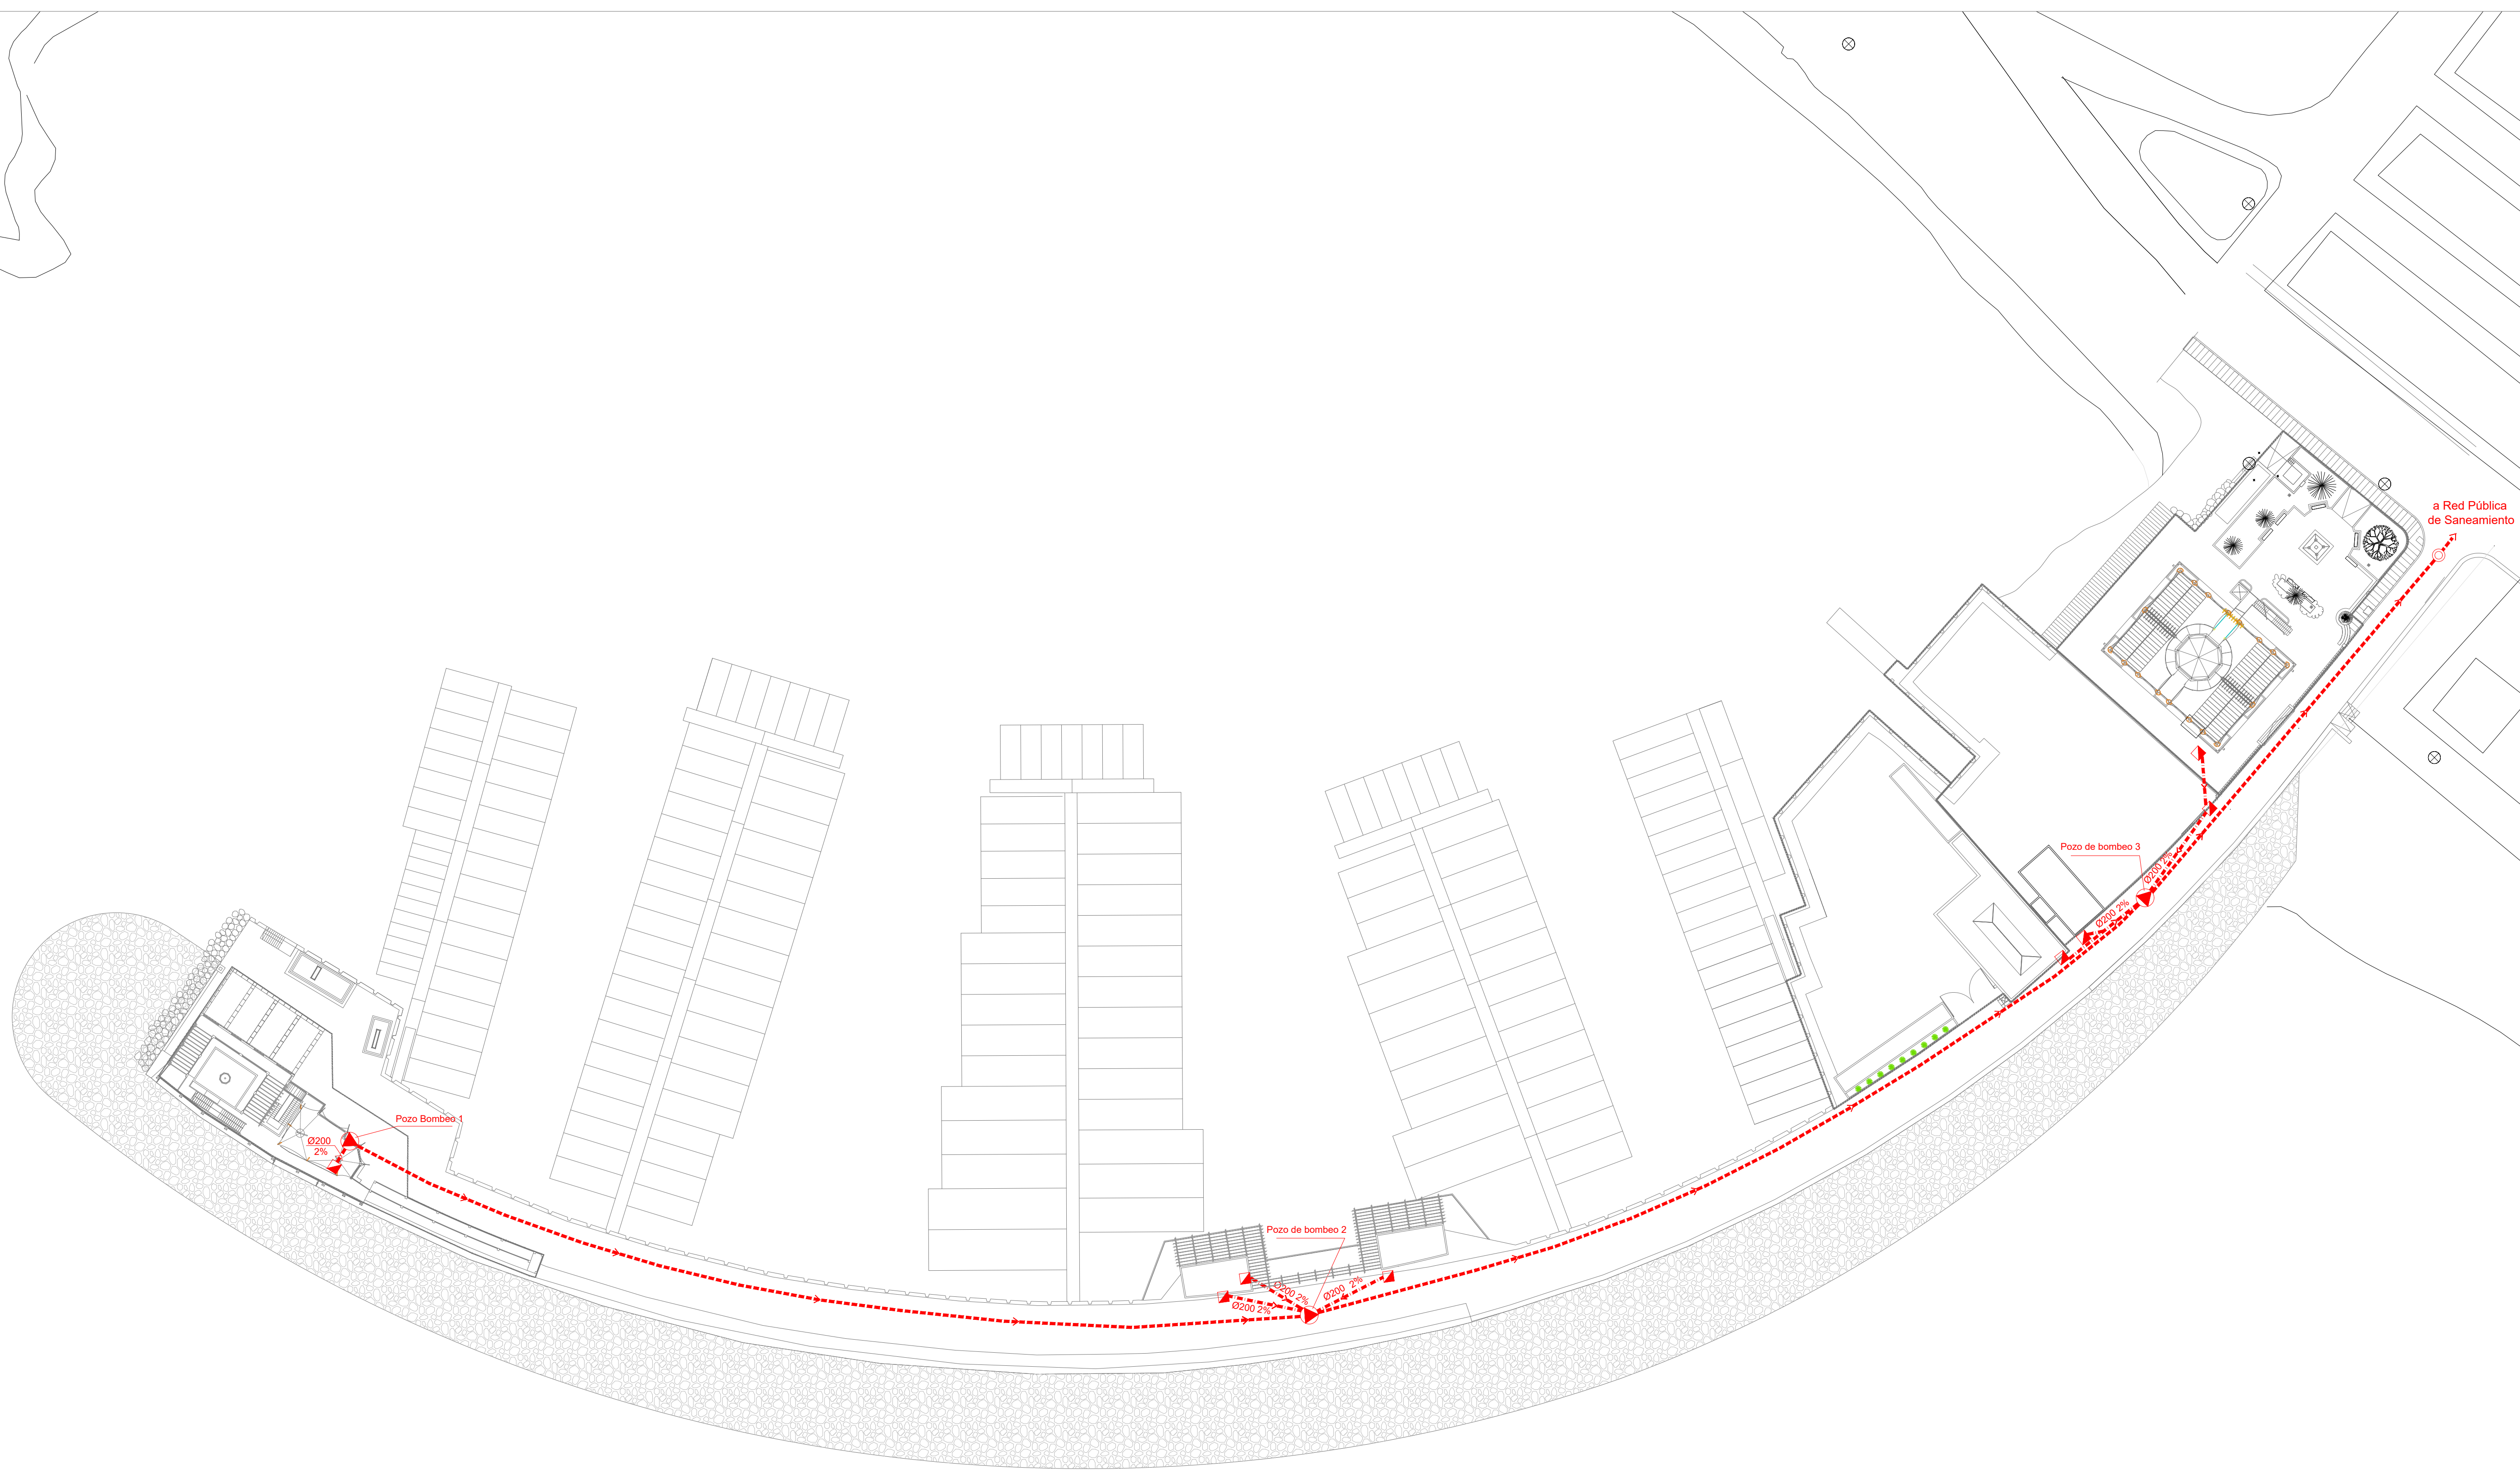 a Red Pública
de Saneamiento
Pozo de bombeo 3
Ø200 2%
Ø200 2%
Pozo Bombeo 1
Ø200
2%
Pozo de bombeo 2
Ø200 2%
Ø200 2%
Ø200 2%